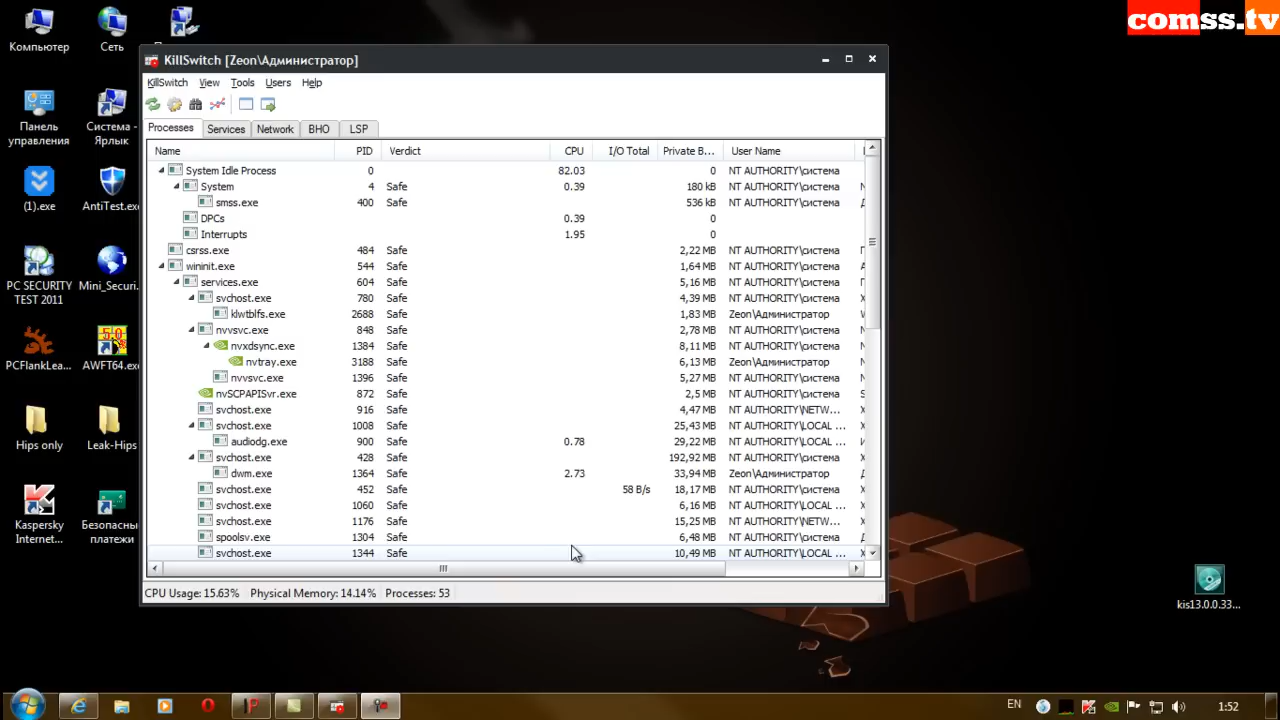 comss.tv
Компьютер
Сеть
Панель
управления
Система -
Ярлык
(1).exe
AntiTest.ex
PC SECURITY
TEST 2011
Mini_Securi..
PCFlankLea...
AWFT64.ex
Hips only
Leak-Hips
Kaspersky
Internet...
Безопасные
платежи
KillSwitch [Zeon\Администратор]
KillSwitch View Tools Users Help
Processes Services Network BHO LSP
Name PID Verdict CPU I/O Total Private B... User Name
System Idle Process 0 82.03 0 NT AUTHORITY\система
System 4 Safe 0.39 180 kB NT AUTHORITY\система
smss.exe 400 Safe 536 kB NT AUTHORITY\система
DPCs 0.39 0
Interrupts 1.95 0
csrss.exe 484 Safe 2,22 MB NT AUTHORITY\система
wininit.exe 544 Safe 1,64 MB NT AUTHORITY\система
services.exe 604 Safe 5,16 MB NT AUTHORITY\система
svchost.exe 780 Safe 4,39 MB NT AUTHORITY\система
klwtblfs.exe 2688 Safe 1,83 MB Zeon\Администратор
nvvsvc.exe 848 Safe 2,78 MB NT AUTHORITY\система
nvxdsync.exe 1384 Safe 8,11 MB NT AUTHORITY\система
nvtray.exe 3188 Safe 6,13 MB Zeon\Администратор
nvvsvc.exe 1396 Safe 5,27 MB NT AUTHORITY\система
nvSCPAPISvr.exe 872 Safe 2,5 MB NT AUTHORITY\система
svchost.exe 916 Safe 4,47 MB NT AUTHORITY\NETW...
svchost.exe 1008 Safe 25,43 MB NT AUTHORITY\LOCAL ...
audiodg.exe 900 Safe 0.78 29,22 MB NT AUTHORITY\LOCAL ...
svchost.exe 428 Safe 192,92 MB NT AUTHORITY\система
dwm.exe 1364 Safe 2.73 33,94 MB Zeon\Администратор
svchost.exe 452 Safe 58 B/s 18,17 MB NT AUTHORITY\система
svchost.exe 1060 Safe 6,16 MB NT AUTHORITY\LOCAL ...
svchost.exe 1176 Safe 15,25 MB NT AUTHORITY\NETW...
spoolsv.exe 1304 Safe 6,48 MB NT AUTHORITY\система
svchost.exe 1344 Safe 10,49 MB NT AUTHORITY\LOCAL ...
CPU Usage: 15.63% Physical Memory: 14.14% Processes: 53
kis13.0.0.33...
EN 1:52